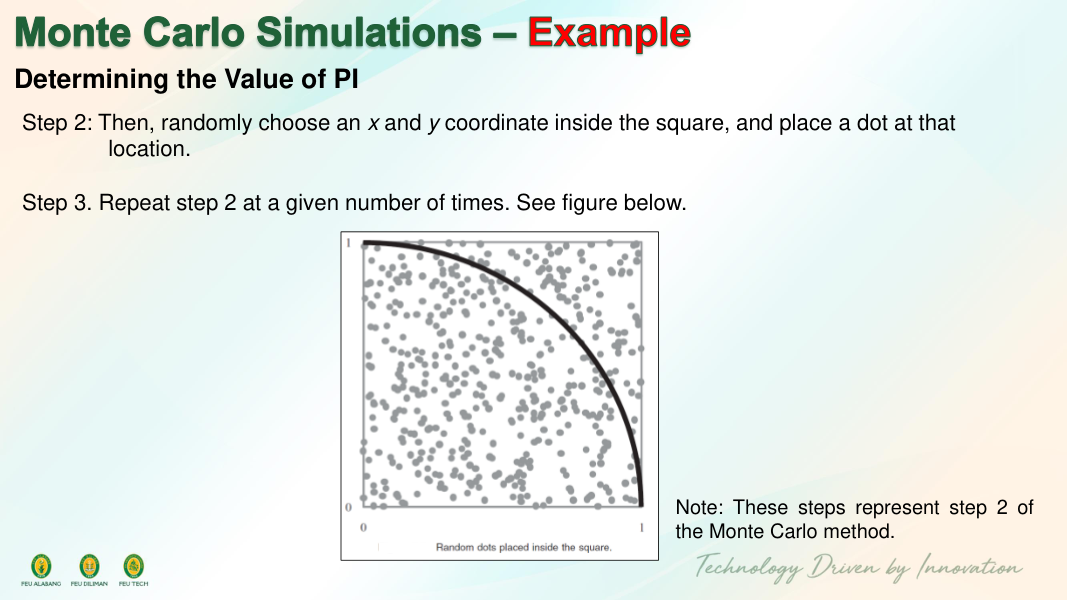 Monte Carlo Simulations – Example
Determining the Value of PI
Step 2: Then, randomly choose an x and y coordinate inside the square, and place a dot at that
location.
Step 3. Repeat step 2 at a given number of times. See figure below.
1
0
0
1
Random dots placed inside the square.
Note: These steps represent step 2 of
the Monte Carlo method.
FEU ALABANG
FEU DILIMAN
FEU TECH
Technology Driven by Innovation